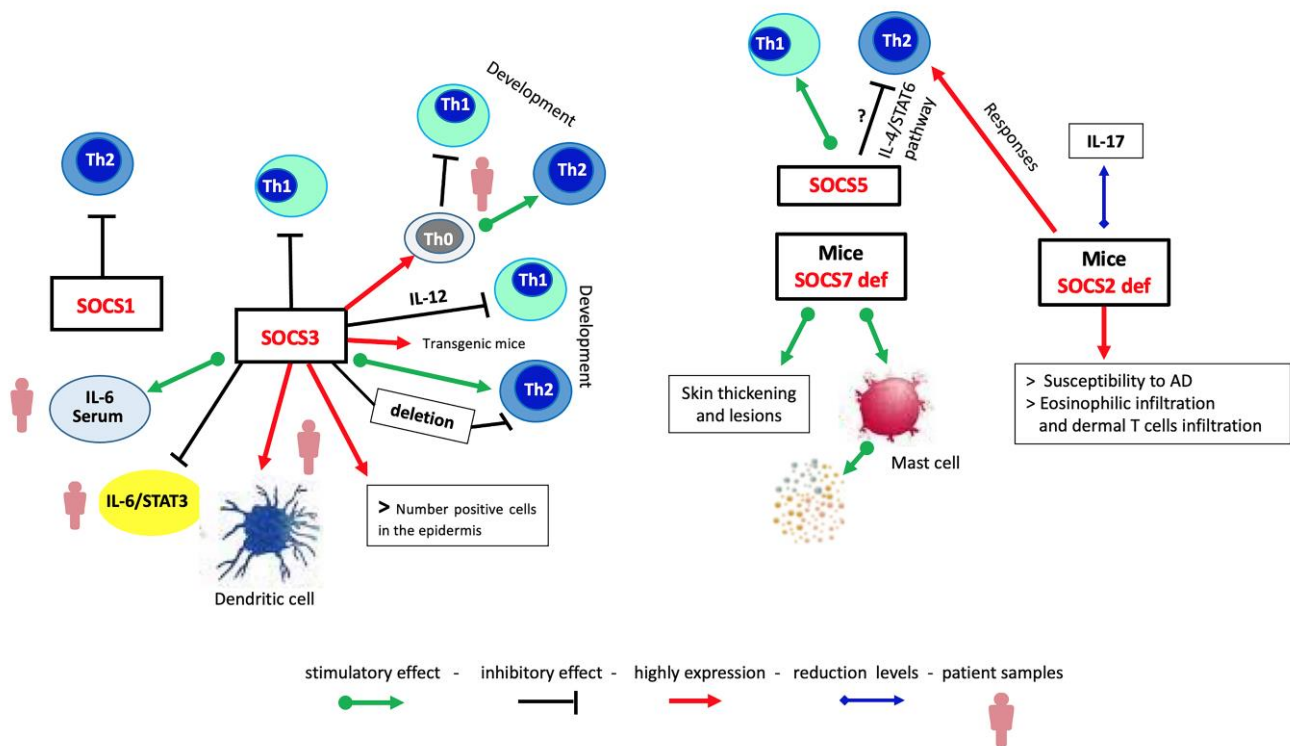 Th2
SOCS1
Th1
Th1
Development
Th2
Th0
IL-12
Th1
Development
SOCS3
Transgenic mice
Th2
deletion
IL-6
Serum
IL-6/STAT3
Dendritic cell
> Number positive cells
in the epidermis
Th1
Th2
?
IL-4/STAT6
pathway
Responses
IL-17
SOCS5
Mice
SOCS7 def
Mice
SOCS2 def
Skin thickening
and lesions
Mast cell
> Susceptibility to AD
> Eosinophilic infiltration
and dermal T cells infiltration
stimulatory effect - inhibitory effect - highly expression - reduction levels - patient samples